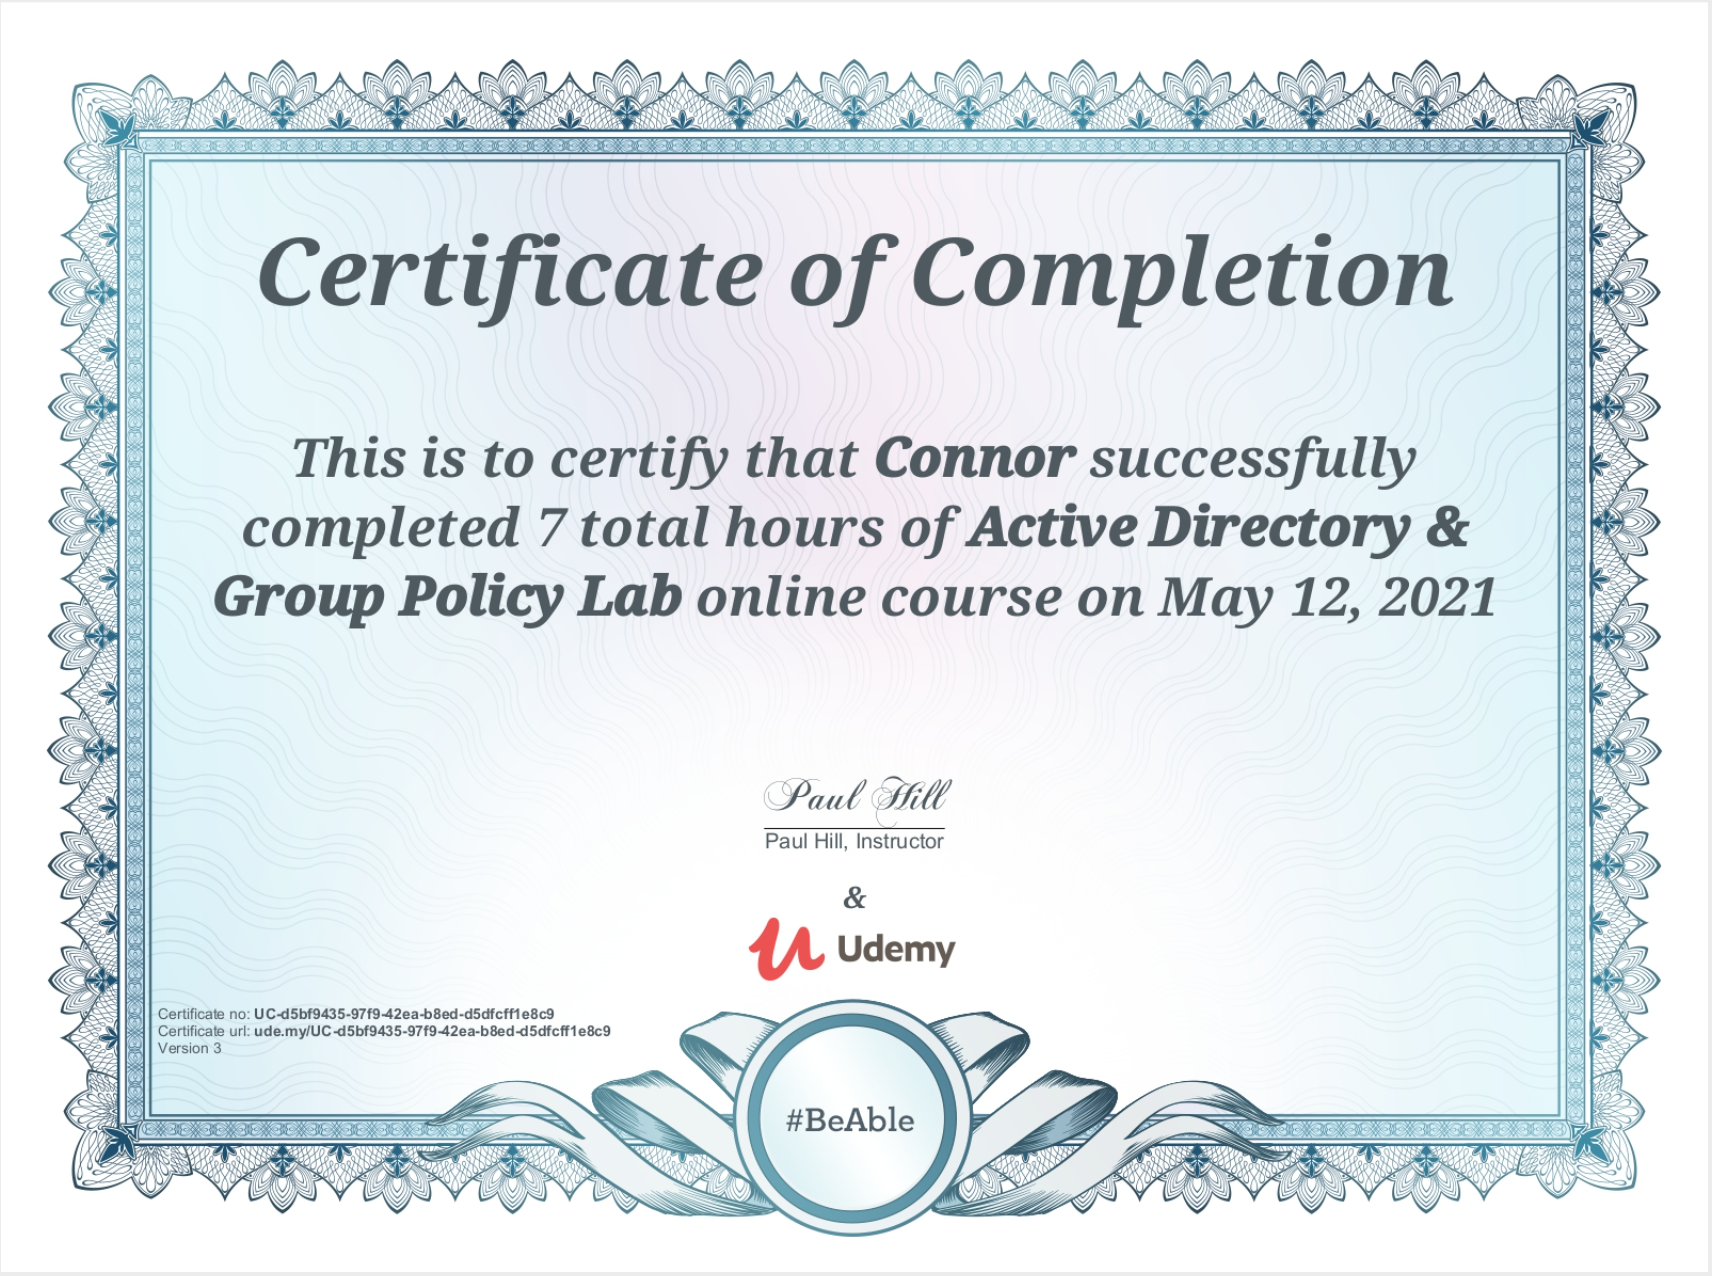 Certificate of Completion
This is to certify that Connor successfully
completed 7 total hours of Active Directory &
Group Policy Lab online course on May 12, 2021
Paul Hill
Paul Hill, Instructor
&
Udemy
Certificate no: UC-d5bf9435-97f9-42ea-b8ed-d5dfcff1e8c9
Certificate url: ude.my/UC-d5bf9435-97f9-42ea-b8ed-d5dfcff1e8c9
Version 3
#BeAble